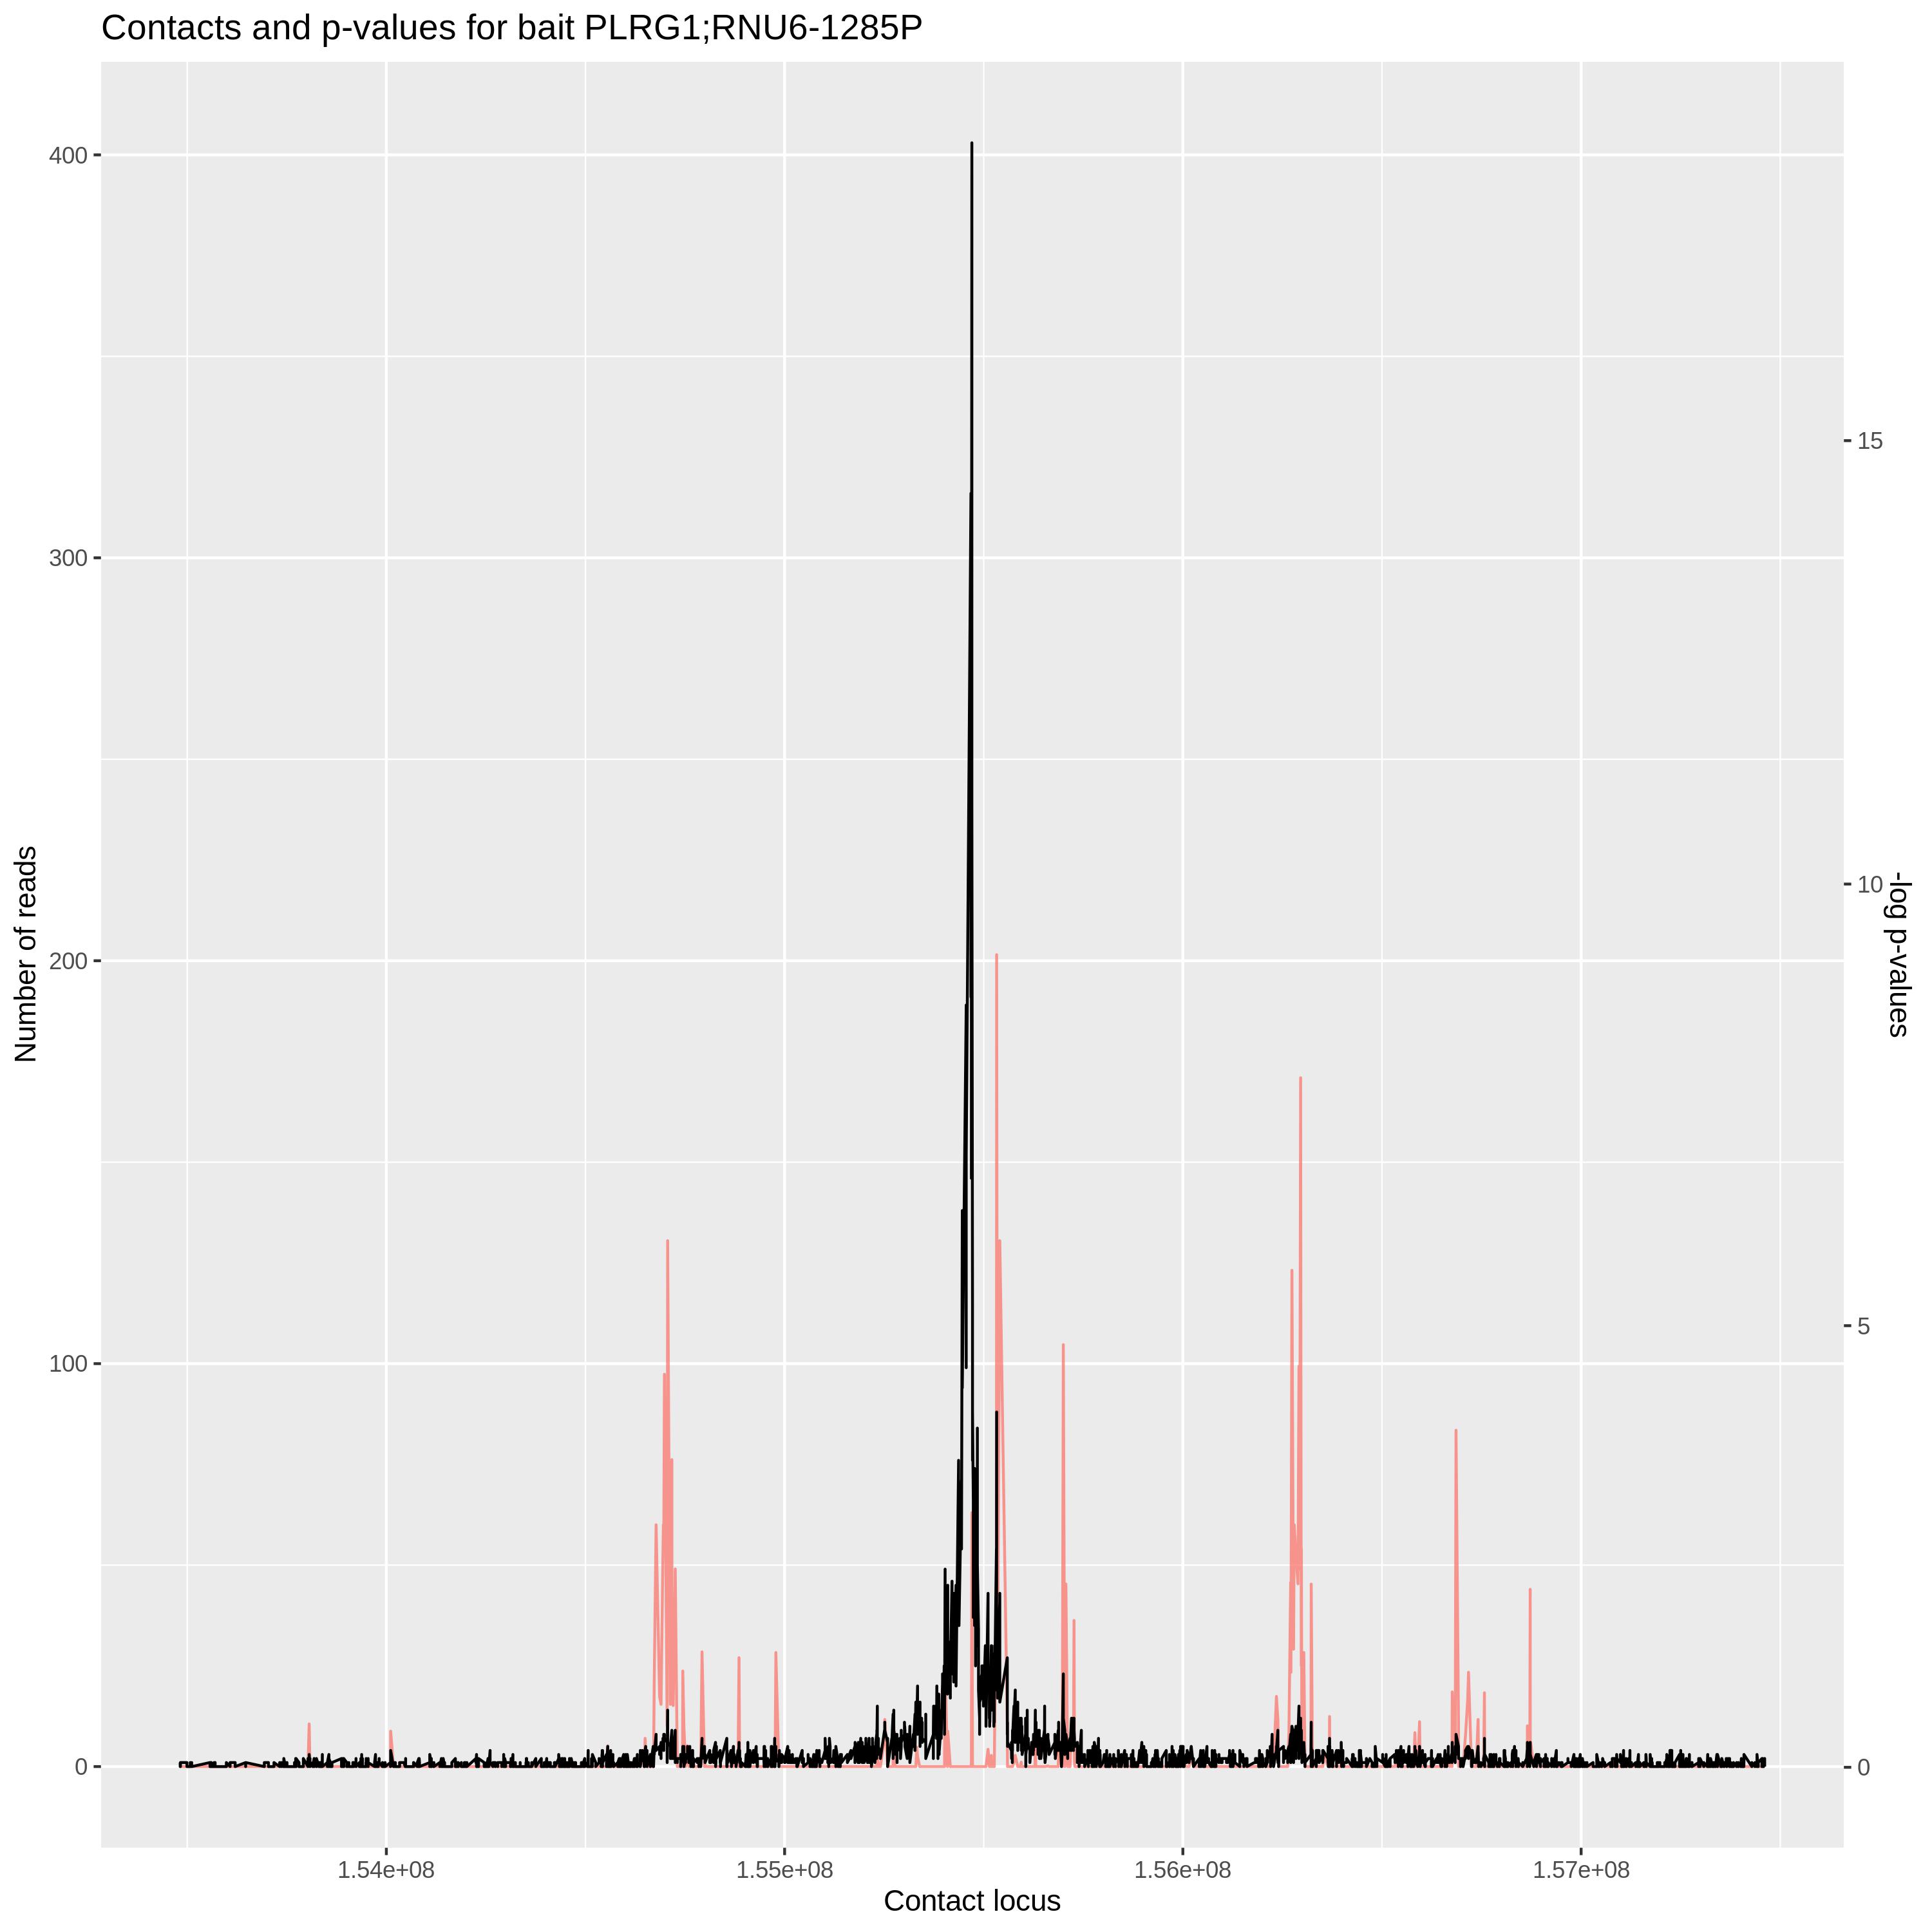 Contacts and p-values for bait PLRG1;RNU6-1285P
400
300
200
100
0
Number of reads
15
10
5
0
-log p-values
1.54e+08
1.55e+08
1.56e+08
1.57e+08
Contact locus